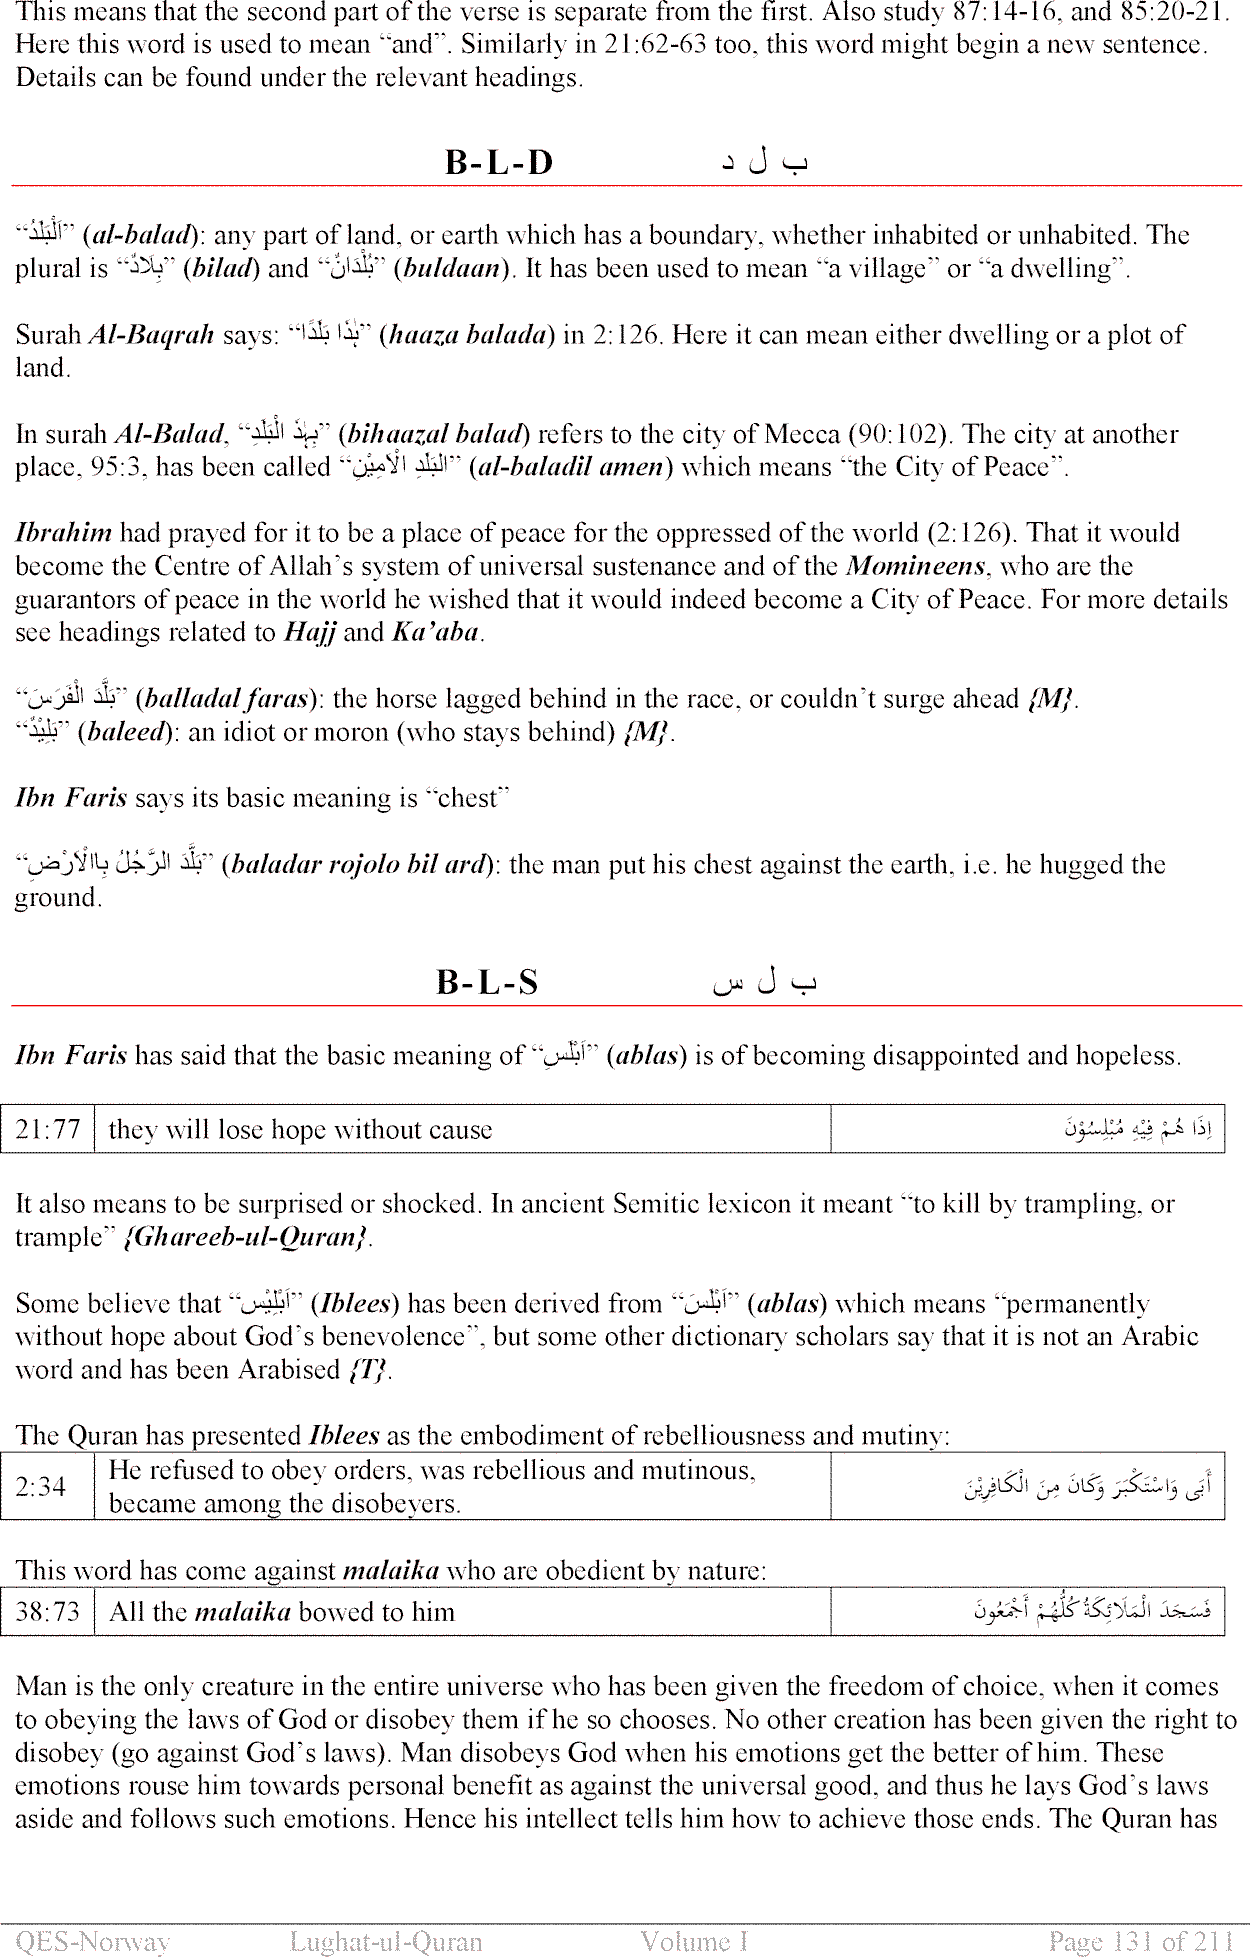 This means that the second part of the verse is separate from the first. Also study 87:14-16, and 85:20-21.
Here this word is used to mean “and”. Similarly in 21:62-63 too, this word might begin a new sentence.
Details can be found under the relevant headings.
B-L-D ب ل د
“اَلْبَلَدُ” (al-balad): any part of land, or earth which has a boundary, whether inhabited or unhabited. The
plural is “بِلَادٌ” (bilad) and “بُلْدَانٌ” (buldaan). It has been used to mean “a village” or “a dwelling”.
Surah Al-Baqrah says: “ہٰذَا بَلَدًا” (haaza balada) in 2:126. Here it can mean either dwelling or a plot of
land.
In surah Al-Balad, “بِہٰذَ الْبَلَدِ” (bihaazal balad) refers to the city of Mecca (90:102). The city at another
place, 95:3, has been called “الْبَلَدِ الْاَمِيْنِ” (al-baladil amen) which means “the City of Peace”.
Ibrahim had prayed for it to be a place of peace for the oppressed of the world (2:126). That it would
become the Centre of Allah’s system of universal sustenance and of the Momineens, who are the
guarantors of peace in the world he wished that it would indeed become a City of Peace. For more details
see headings related to Hajj and Ka’aba.
“بَلَّدَ الْفَرَسَ” (balladal faras): the horse lagged behind in the race, or couldn’t surge ahead {M}.
“بَلِيْدٌ” (baleed): an idiot or moron (who stays behind) {M}.
Ibn Faris says its basic meaning is “chest”
“بَلَّدَ الرَّجُلُ بِاالْاَرْضِ” (baladar rojolo bil ard): the man put his chest against the earth, i.e. he hugged the
ground.
B-L-S ب ل س
Ibn Faris has said that the basic meaning of “اَبْلَسِ” (ablas) is of becoming disappointed and hopeless.
21:77 they will lose hope without cause اِذَا هُمْ فِيْهِ مُبْلِسُوْنَ
It also means to be surprised or shocked. In ancient Semitic lexicon it meant “to kill by trampling, or
trample” {Ghareeb-ul-Quran}.
Some believe that “اَبْلِيْس” (Iblees) has been derived from “اَبْلَسَ” (ablas) which means “permanently
without hope about God’s benevolence”, but some other dictionary scholars say that it is not an Arabic
word and has been Arabised {T}.
The Quran has presented Iblees as the embodiment of rebelliousness and mutiny:
2:34 He refused to obey orders, was rebellious and mutinous, أَبَى وَاسْتَكْبَرَ وَكَانَ مِنَ الْكَافِرِيْنَ
became among the disobeyers.
This word has come against malaika who are obedient by nature:
38:73 All the malaika bowed to him فَسَجَدَ الْمَلَائِكَةُ كُلُّهُمْ أَجْمَعُونَ
Man is the only creature in the entire universe who has been given the freedom of choice, when it comes
to obeying the laws of God or disobey them if he so chooses. No other creation has been given the right to
disobey (go against God’s laws). Man disobeys God when his emotions get the better of him. These
emotions rouse him towards personal benefit as against the universal good, and thus he lays God’s laws
aside and follows such emotions. Hence his intellect tells him how to achieve those ends. The Quran has
QES-Norway Lughat-ul-Quran Volume I Page 131 of 211